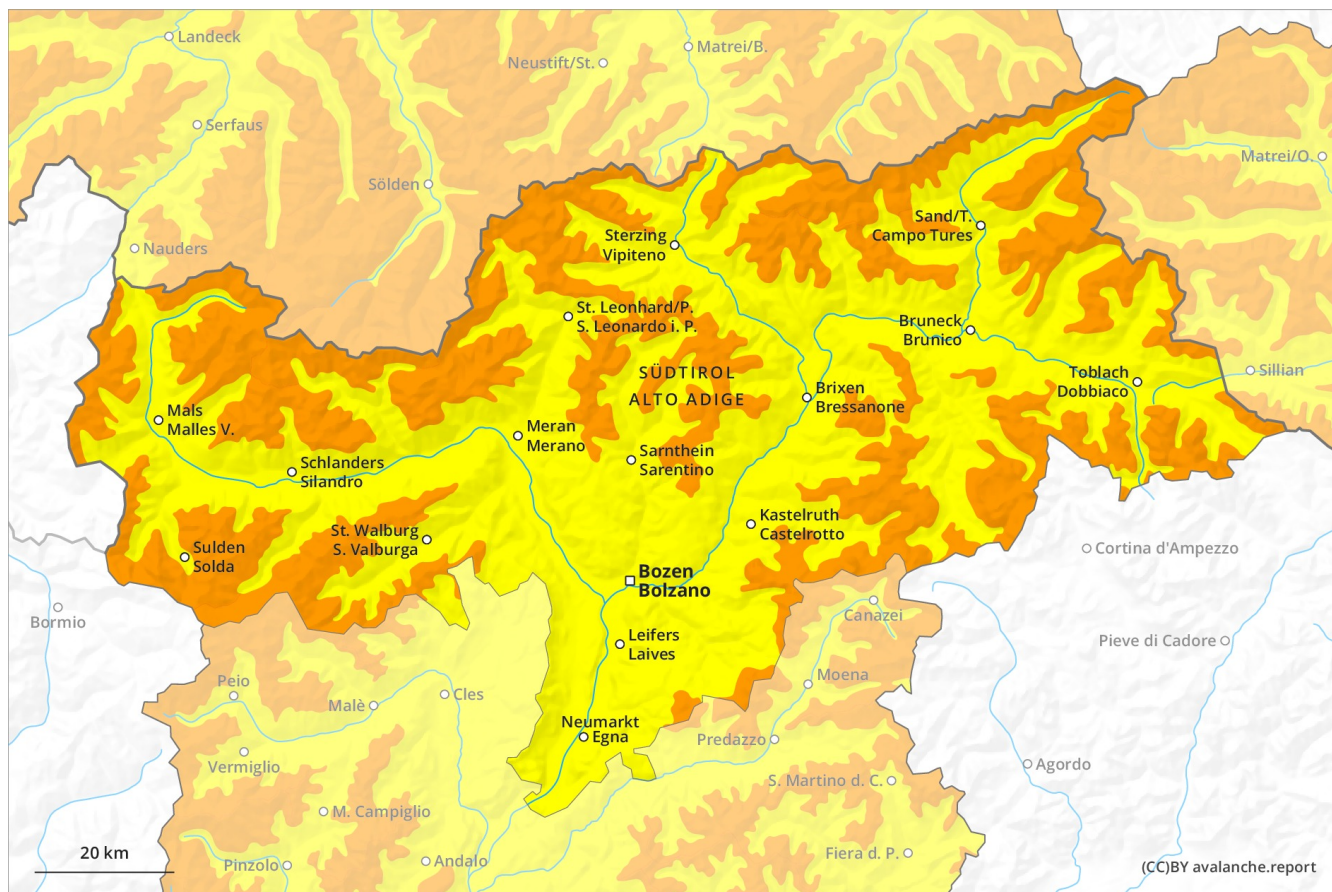 Landeck
Matrei/B.
Neustift/St.
Serfaus
Matrei/O.
Sölden
Sand/T.
Campo Tures
Sterzing
Vipiteno
Nauders
St. Leonhard/P.
S. Leonardo i. P.
Bruneck
Brunico
SÜDTIROL
ALTO ADIGE
Toblach
Dobbiaco
Sillian
Brixen
Bressanone
Mals
Malles V.
Meran
Merano
Schlanders
Silandro
Sarnthein
Sarentino
Kastelruth
Castelrotto
St. Walburg
S. Valburga
Sulden
Solda
Cortina d'Ampezzo
Bozen
Bolzano
Bormio
Canazei
Leifers
Laives
Pieve di Cadore
Peio
Moena
Cles
Malè
Neumarkt
Egna
Predazzo
Vermiglio
Agordo
S. Martino d. C.
M. Campiglio
20 km
Pinzolo
Andalo
Fiera d. P.
(CC)BY avalanche.report